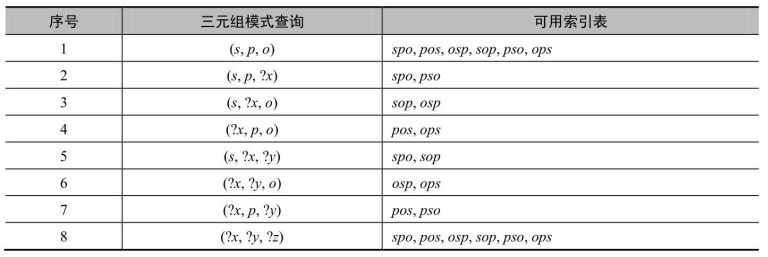 序号 三元组模式查询 可用索引表
1 (s, p, o) spo, pos, osp, sop, pso, ops
2 (s, p, ?x) spo, pso
3 (s, ?x, o) sop, osp
4 (?x, p, o) pos, ops
5 (s, ?x, ?y) spo, sop
6 (?x, ?y, o) osp, ops
7 (?x, p, ?y) pos, pso
8 (?x, ?y, ?z) spo, pos, osp, sop, pso, ops